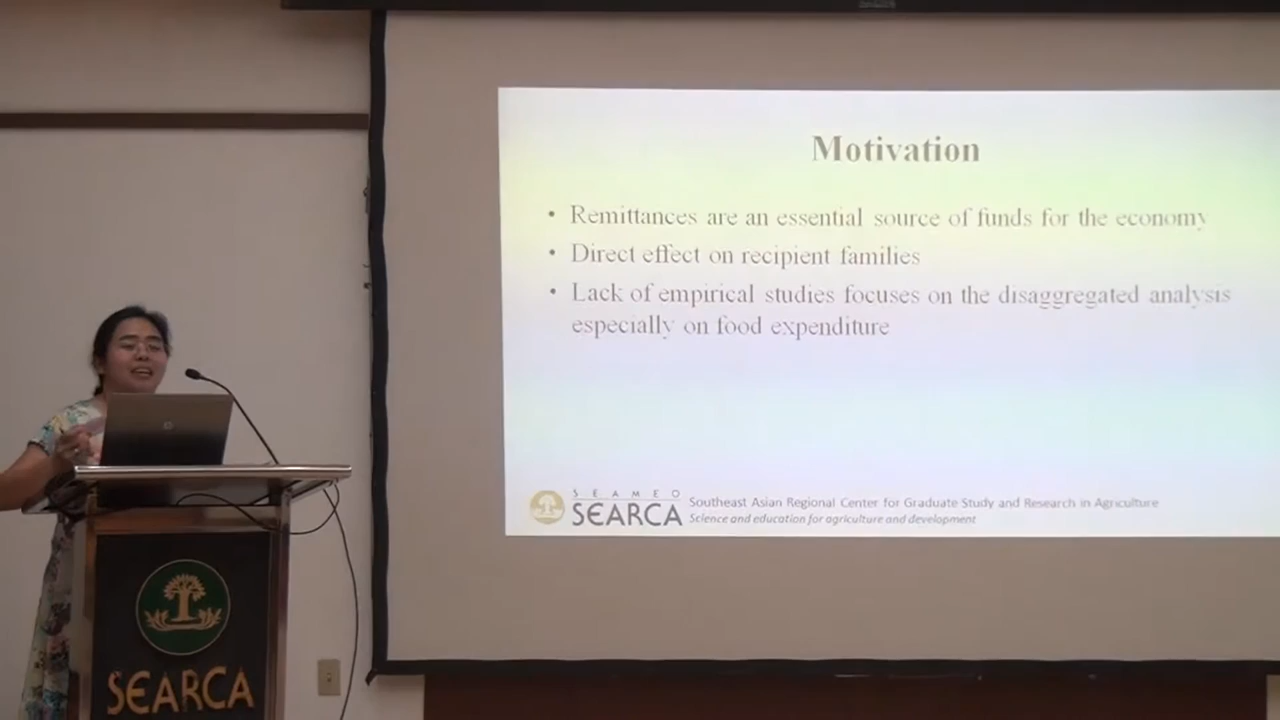 Motivation
• Remittances are an essential source of funds for the economy
• Direct effect on recipient families
• Lack of empirical studies focuses on the disaggregated analysis
especially on food expenditure
SEAMEO
SEARCA
Southeast Asian Regional Center for Graduate Study and Research in Agriculture
Science and education for agriculture and development
hp
SEARCA